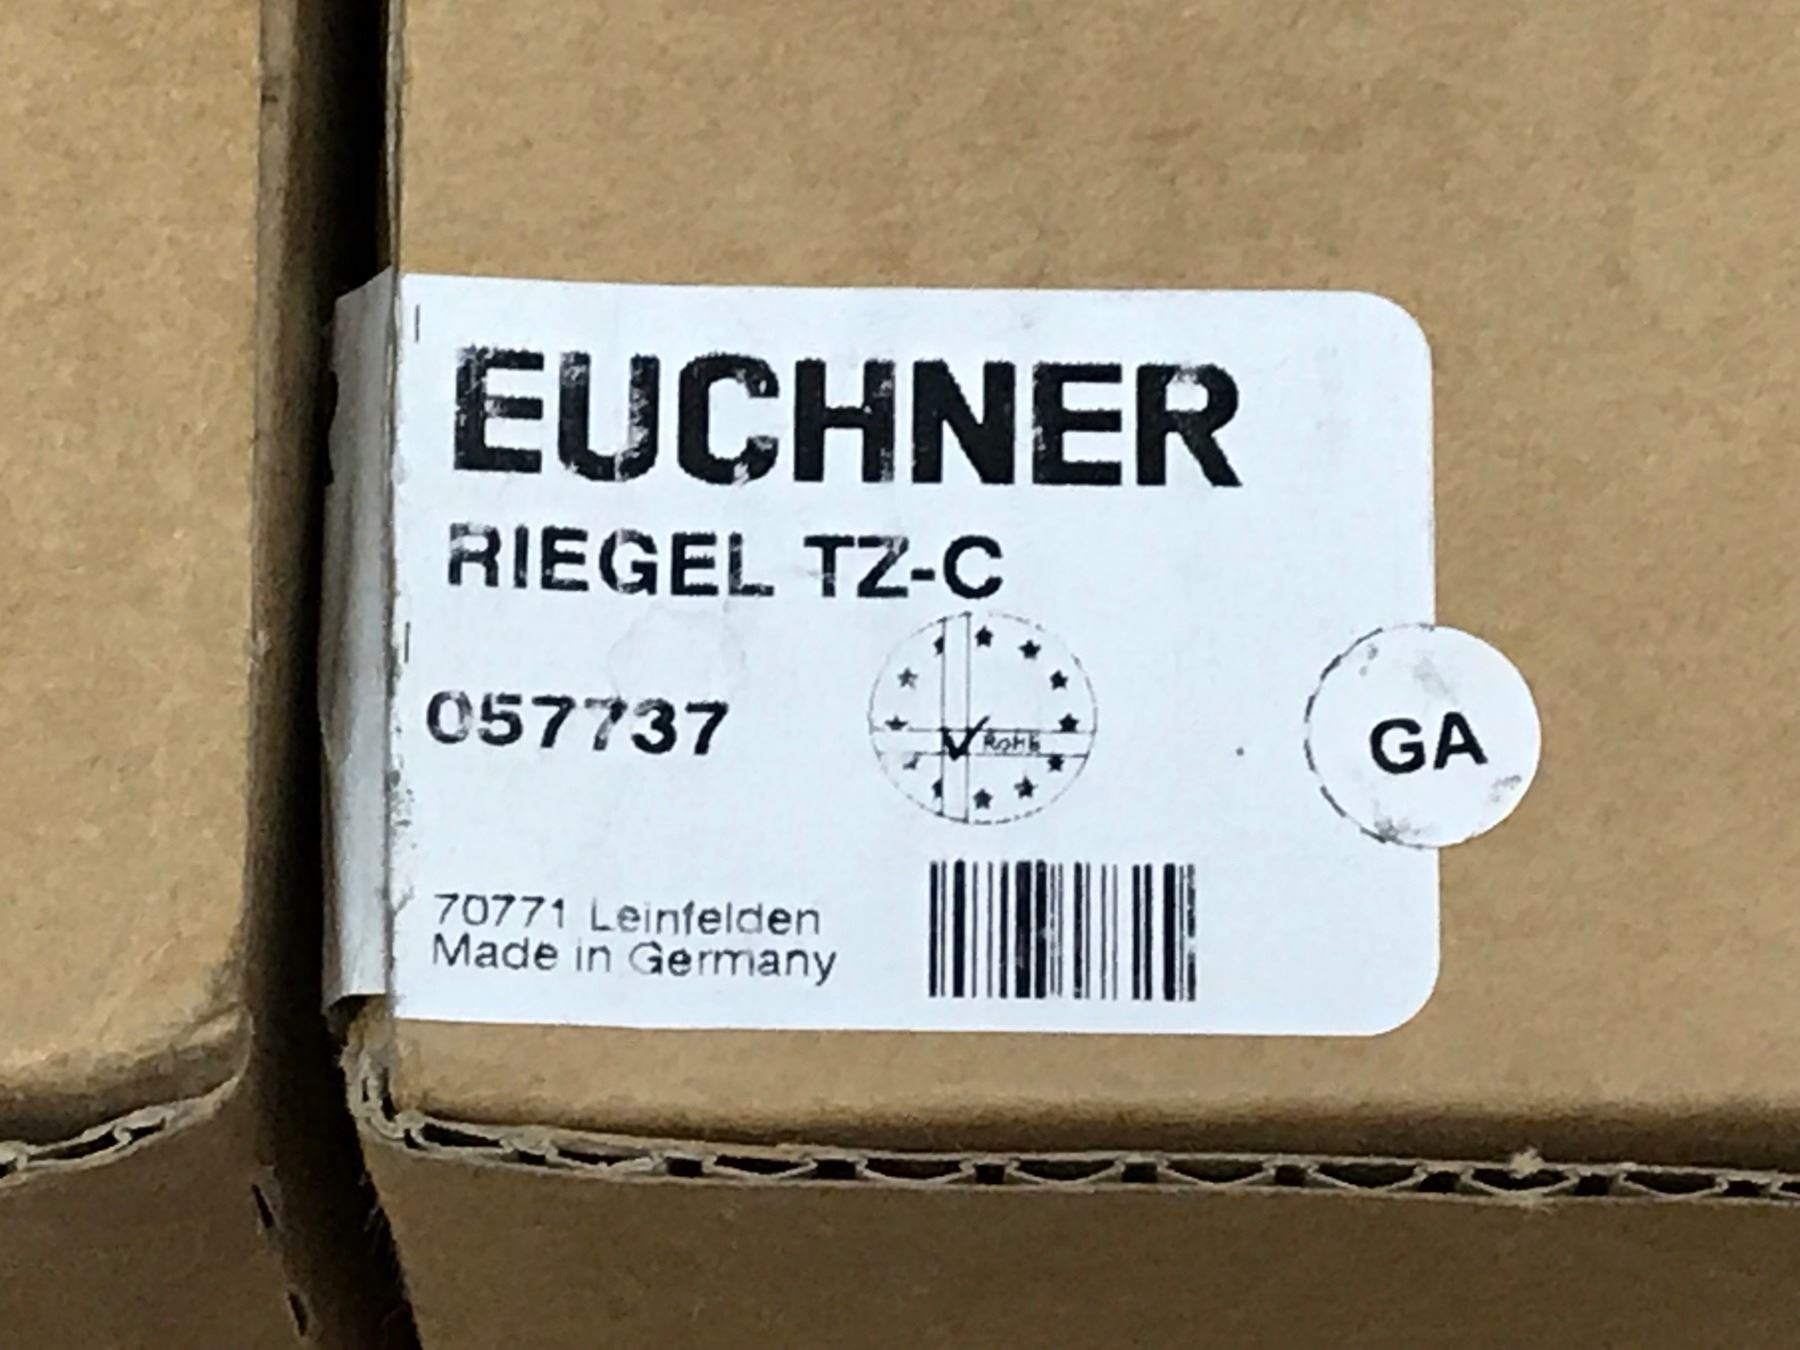 EUCHNER
RIEGEL TZ-C
057737
RoHS
GA
70771 Leinfelden
Made in Germany